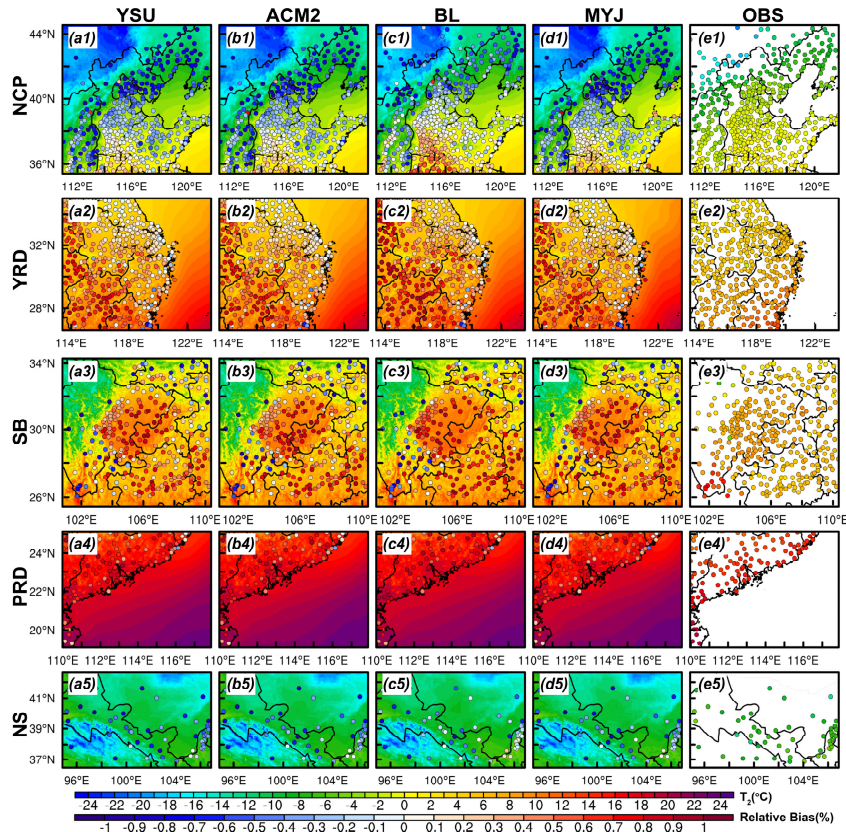 YSU ACM2 BL MYJ OBS
NCP
44°N
40°N
36°N
(a1) (b1) (c1) (d1) (e1)
112°E 116°E 120°E 112°E 116°E 120°E 112°E 116°E 120°E 112°E 116°E 120°E 112°E 116°E 120°E
YRD
32°N
28°N
(a2) (b2) (c2) (d2) (e2)
114°E 118°E 122°E 114°E 118°E 122°E 114°E 118°E 122°E 114°E 118°E 122°E 114°E 118°E 122°E
SB
34°N
30°N
26°N
(a3) (b3) (c3) (d3) (e3)
102°E 106°E 110°E 102°E 106°E 110°E 102°E 106°E 110°E 102°E 106°E 110°E 102°E 106°E 110°E
PRD
24°N
22°N
20°N
(a4) (b4) (c4) (d4) (e4)
110°E 112°E 114°E 116°E 110°E 112°E 114°E 116°E 110°E 112°E 114°E 116°E 110°E 112°E 114°E 116°E 110°E 112°E 114°E 116°E
NS
41°N
39°N
37°N
(a5) (b5) (c5) (d5) (e5)
96°E 100°E 104°E 96°E 100°E 104°E 96°E 100°E 104°E 96°E 100°E 104°E 96°E 100°E 104°E
T₂(°C)
-24 -22 -20 -18 -16 -14 -12 -10 -8 -6 -4 -2 0 2 4 6 8 10 12 14 16 18 20 22 24
Relative Bias(%)
-1 -0.9 -0.8 -0.7 -0.6 -0.5 -0.4 -0.3 -0.2 -0.1 0 0.1 0.2 0.3 0.4 0.5 0.6 0.7 0.8 0.9 1